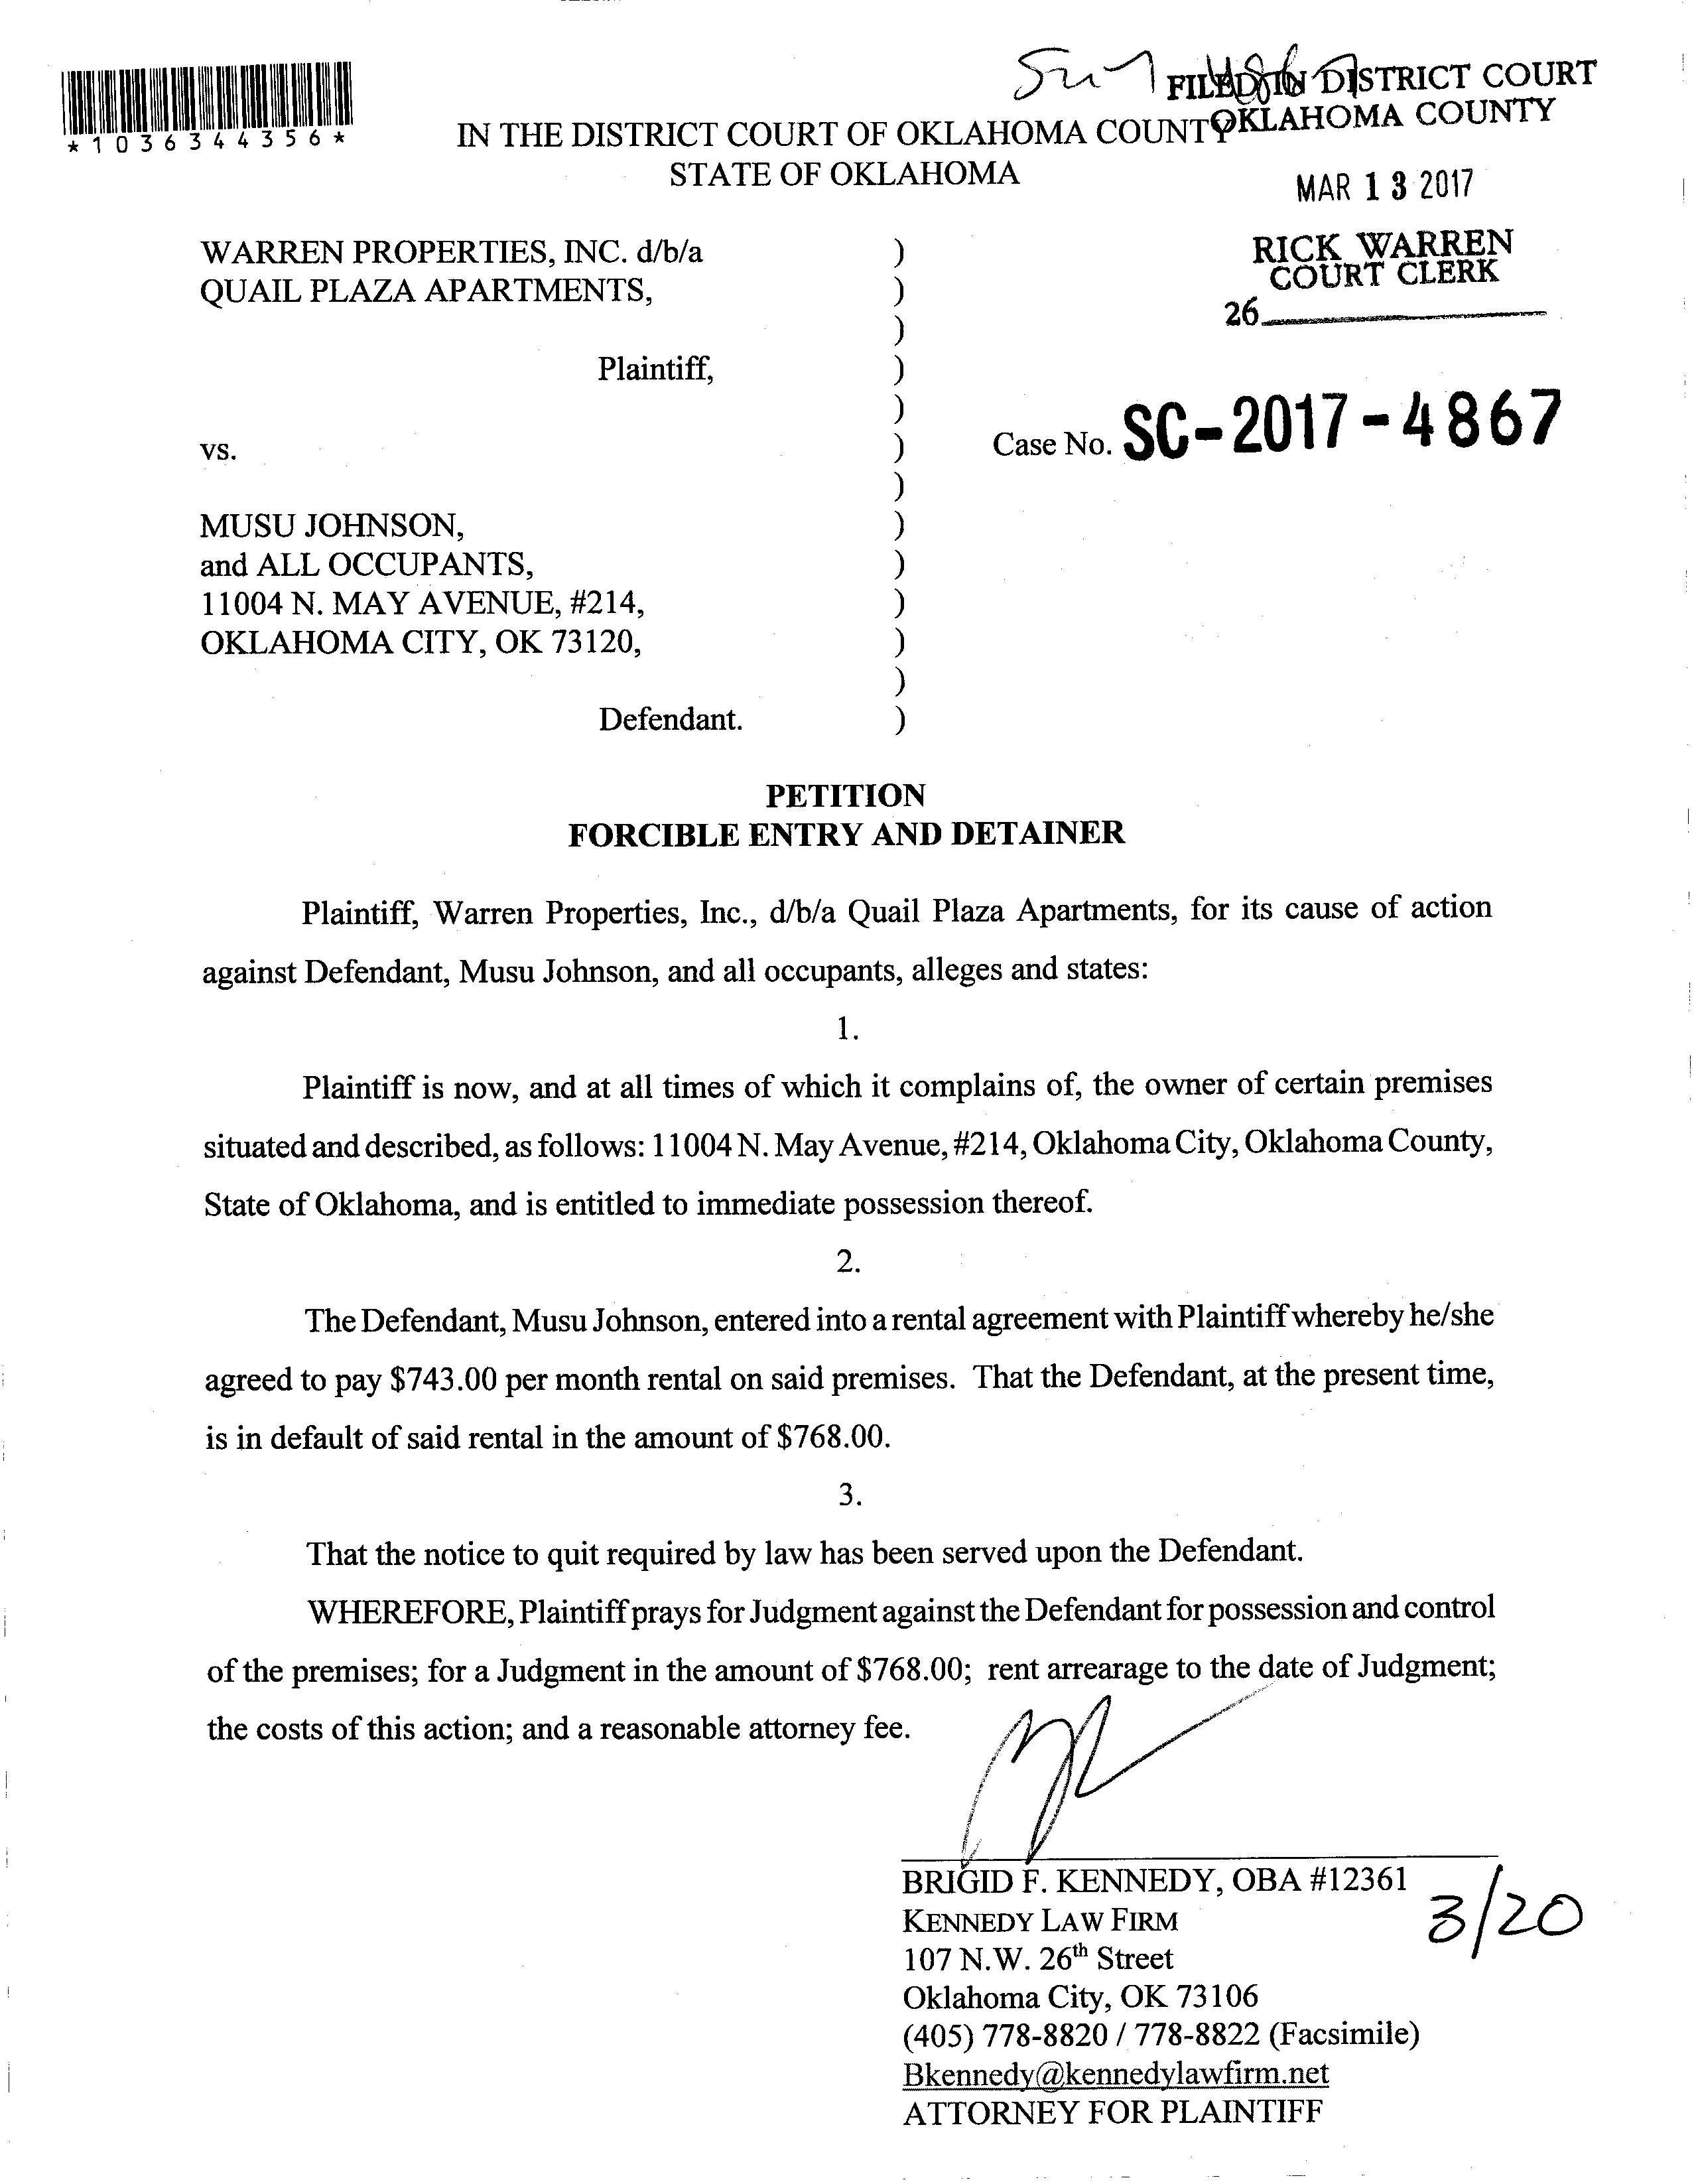 FILED IN DISTRICT COURT
OKLAHOMA COUNTY
*1036344356*
IN THE DISTRICT COURT OF OKLAHOMA COUNTY
STATE OF OKLAHOMA
MAR 13 2017
RICK WARREN
COURT CLERK
26
WARREN PROPERTIES, INC. d/b/a )
QUAIL PLAZA APARTMENTS, )
)
Plaintiff, )
)
vs. ) Case No. SC-2017-4867
)
MUSU JOHNSON, )
and ALL OCCUPANTS, )
11004 N. MAY AVENUE, #214, )
OKLAHOMA CITY, OK 73120, )
)
Defendant. )
PETITION
FORCIBLE ENTRY AND DETAINER
Plaintiff, Warren Properties, Inc., d/b/a Quail Plaza Apartments, for its cause of action
against Defendant, Musu Johnson, and all occupants, alleges and states:
1.
Plaintiff is now, and at all times of which it complains of, the owner of certain premises
situated and described, as follows: 11004 N. May Avenue, #214, Oklahoma City, Oklahoma County,
State of Oklahoma, and is entitled to immediate possession thereof.
2.
The Defendant, Musu Johnson, entered into a rental agreement with Plaintiff whereby he/she
agreed to pay $743.00 per month rental on said premises. That the Defendant, at the present time,
is in default of said rental in the amount of $768.00.
3.
That the notice to quit required by law has been served upon the Defendant.
WHEREFORE, Plaintiff prays for Judgment against the Defendant for possession and control
of the premises; for a Judgment in the amount of $768.00; rent arrearage to the date of Judgment;
the costs of this action; and a reasonable attorney fee.
BRIGID F. KENNEDY, OBA #12361
KENNEDY LAW FIRM
3/20
107 N.W. 26th Street
Oklahoma City, OK 73106
(405) 778-8820 / 778-8822 (Facsimile)
Bkennedy@kennedylawfirm.net
ATTORNEY FOR PLAINTIFF